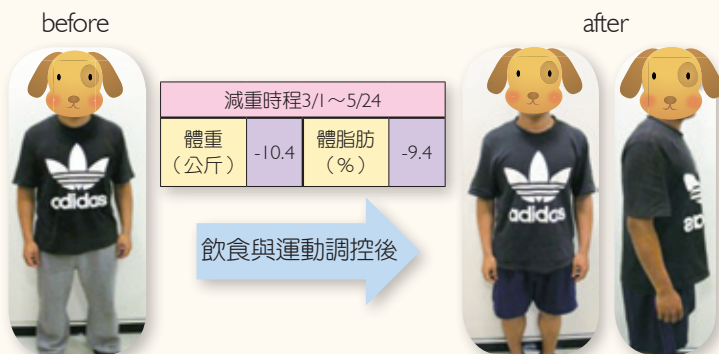 before
after
減重時程3/1～5/24
體重
（公斤）
-10.4
體脂肪
（%）
-9.4
飲食與運動調控後
adidas
adidas